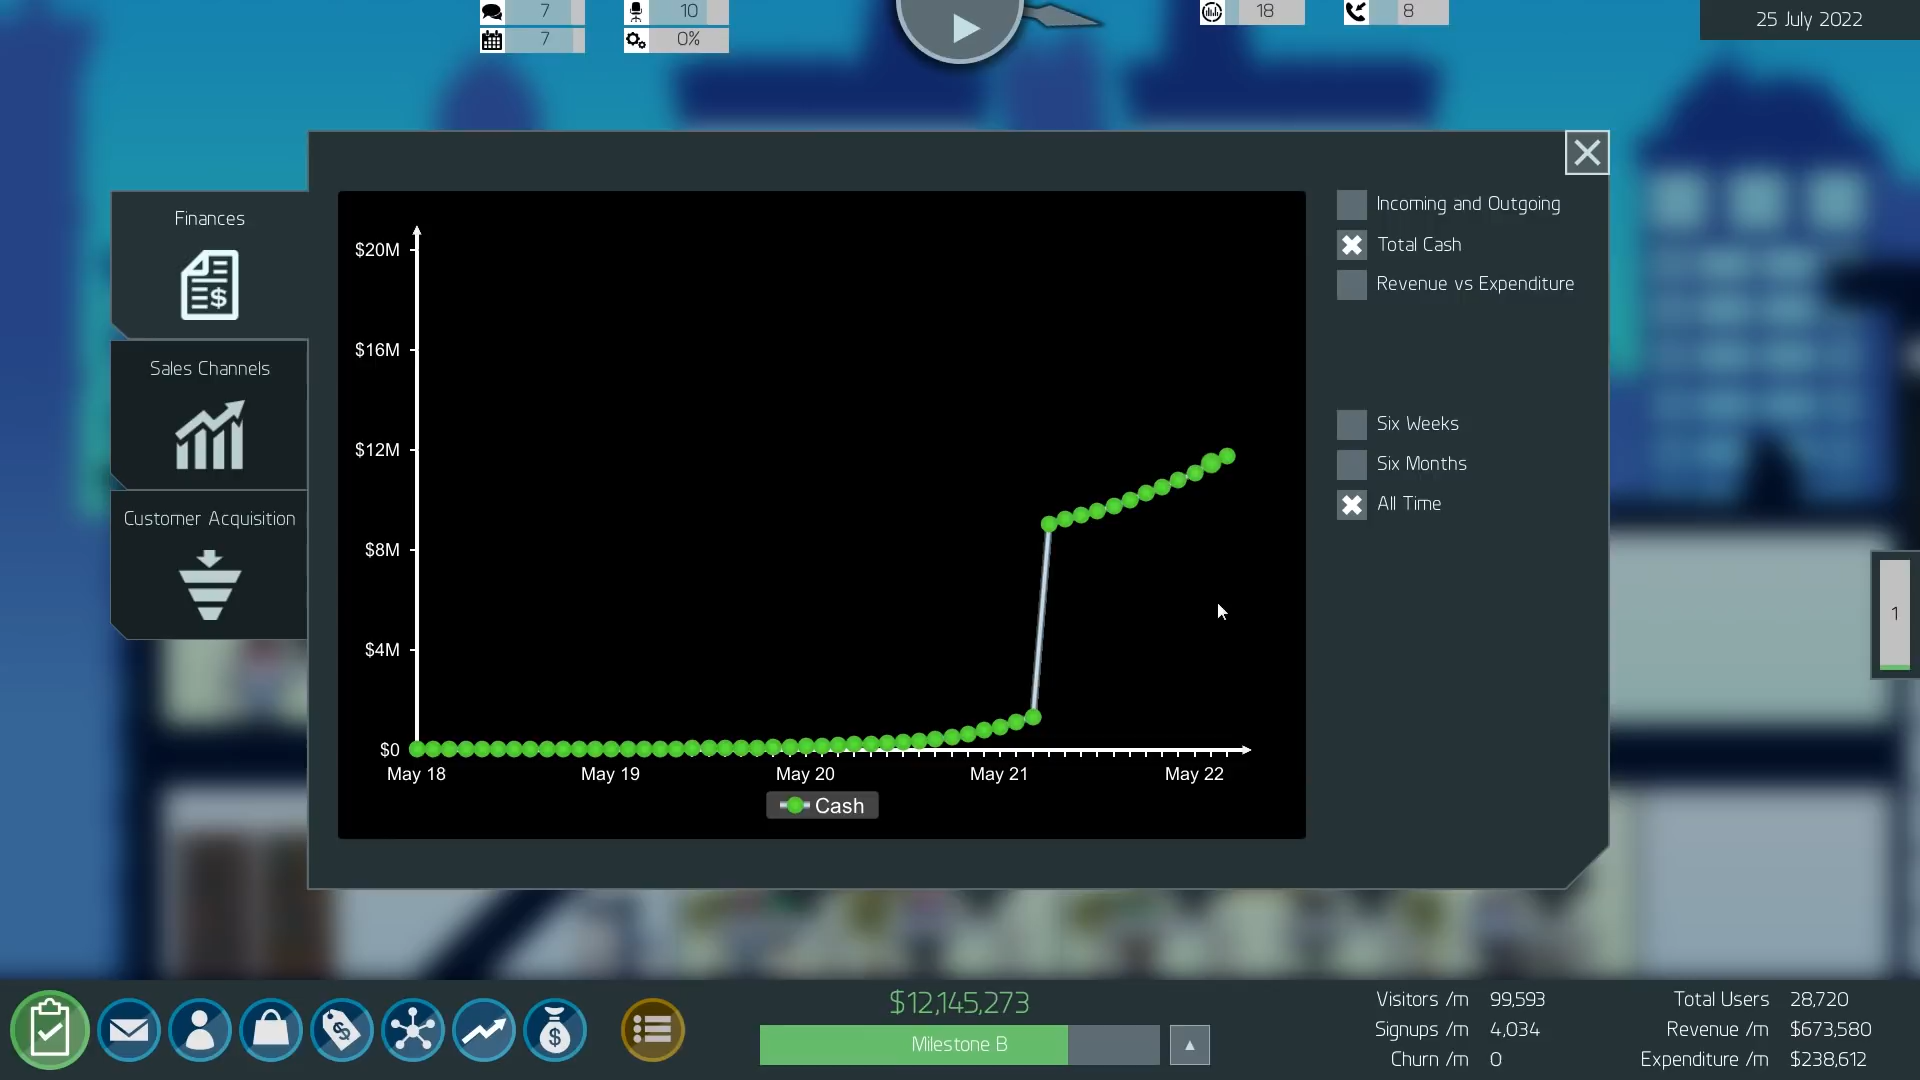 7
10
18
8
25 July 2022
7
0%
Finances
Sales Channels
Customer Acquisition
$20M
$16M
$12M
$8M
$4M
$0
May 18
May 19
May 20
May 21
May 22
Cash
Incoming and Outgoing
Total Cash
Revenue vs Expenditure
Six Weeks
Six Months
All Time
1
$12,145,273
Milestone B
Visitors /m 99,593
Signups /m 4,034
Churn /m 0
Total Users 28,720
Revenue /m $673,580
Expenditure /m $238,612